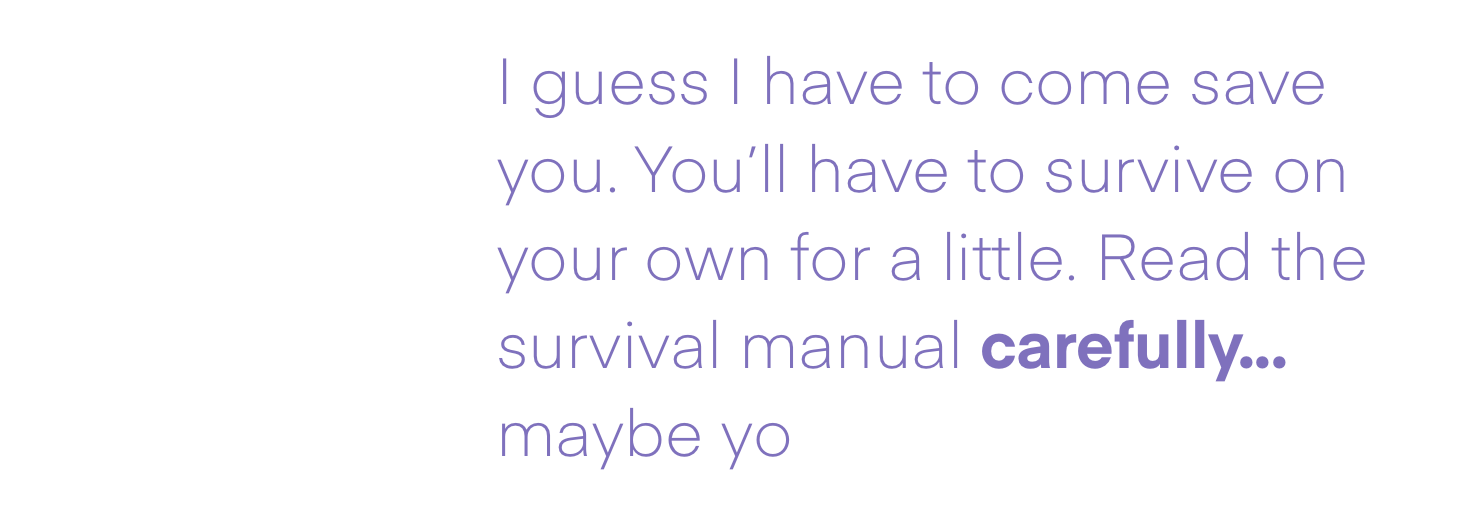 I guess I have to come save
you. You’ll have to survive on
your own for a little. Read the
survival manual carefully...
maybe yo